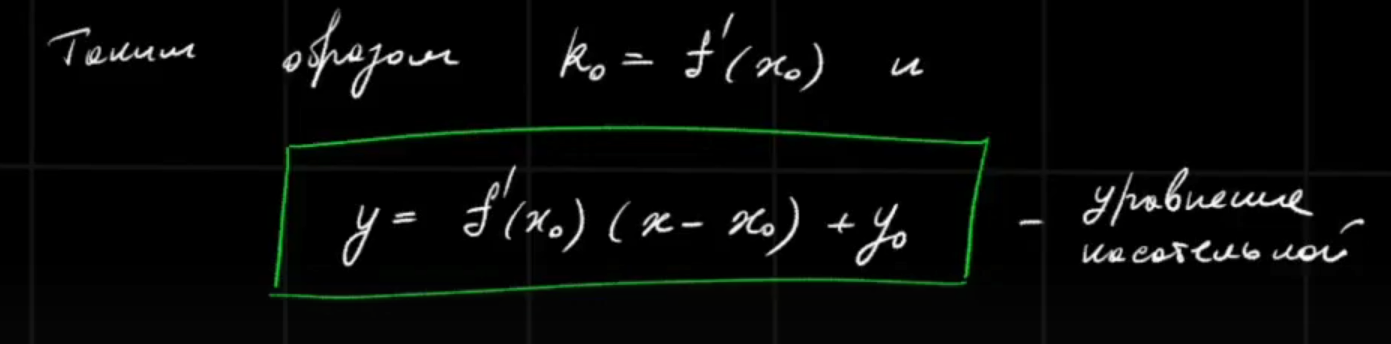 Таким образом k₀ = f'(x₀) и
y = f'(x₀)(x - x₀) + y₀ - уравнение
касательной